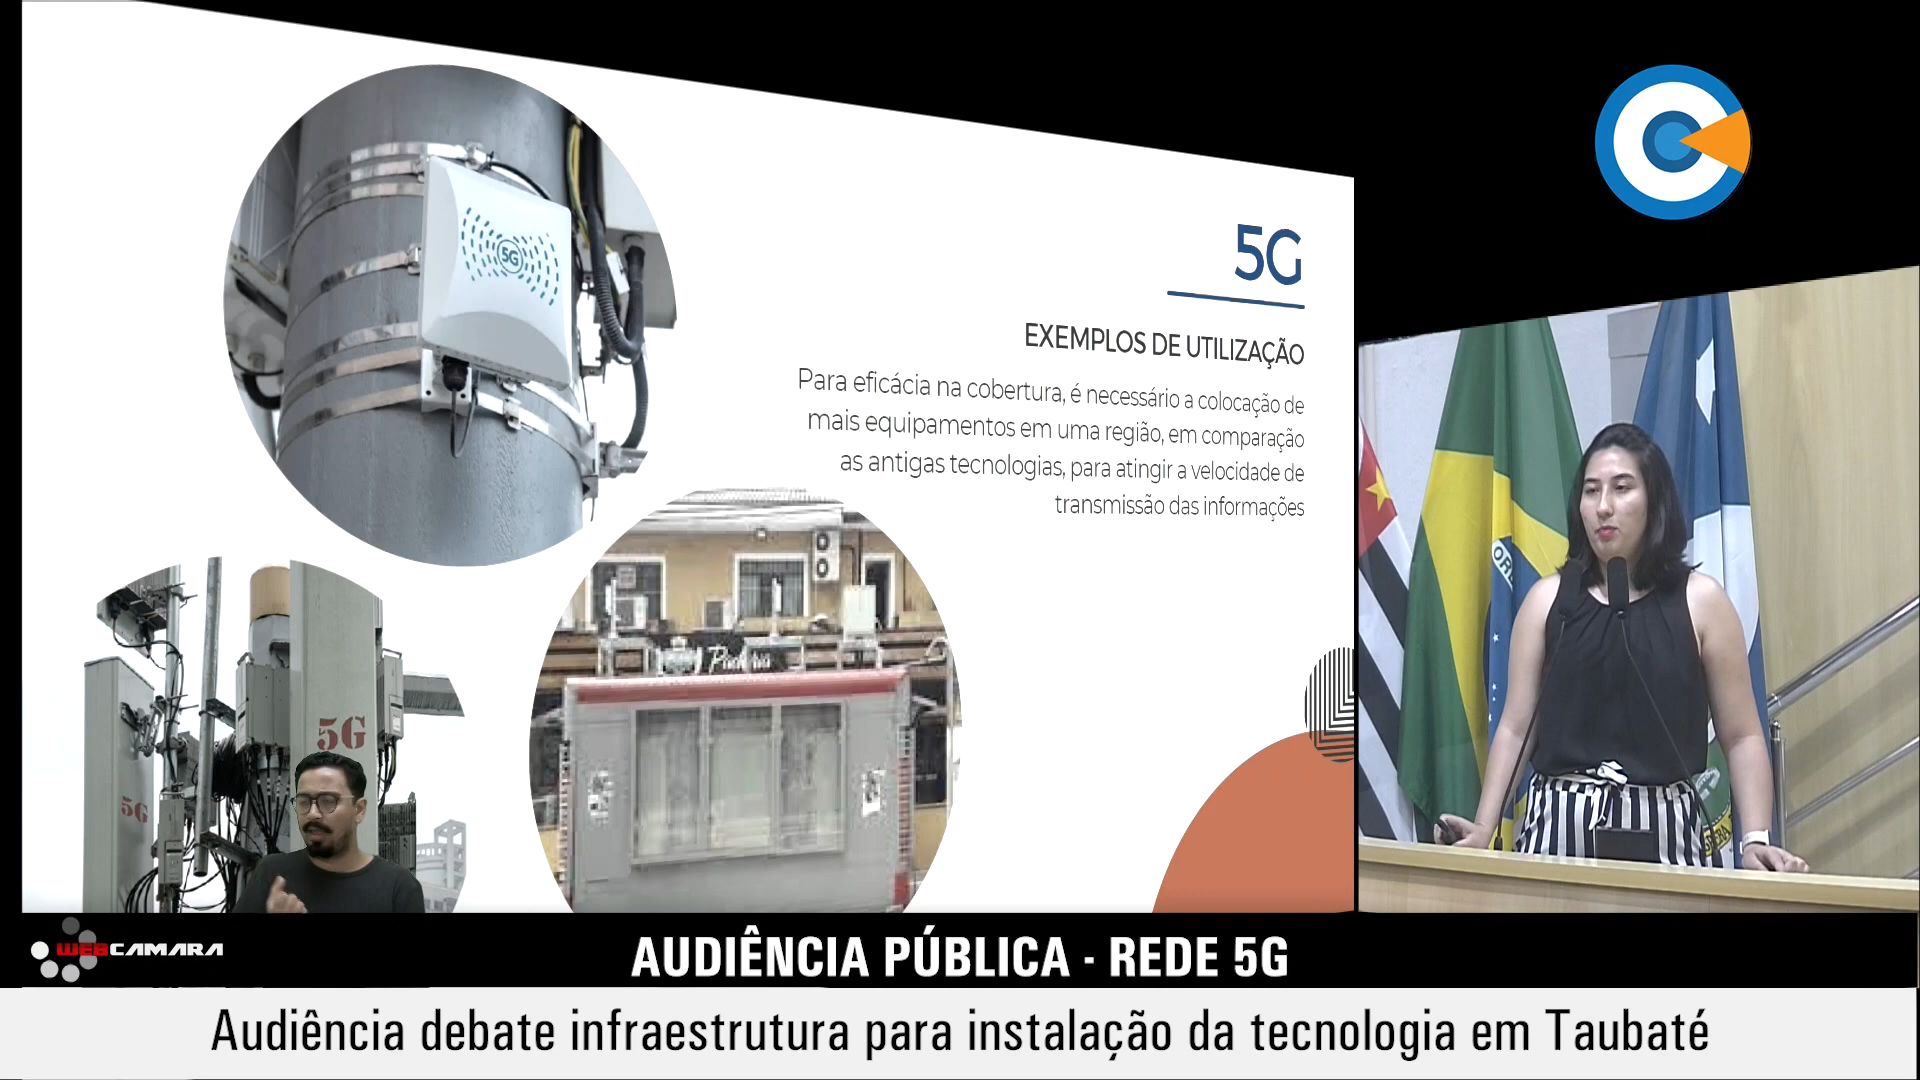 5G
5G
EXEMPLOS DE UTILIZAÇÃO
Para eficácia na cobertura, é necessário a colocação de
mais equipamentos em uma região, em comparação
as antigas tecnologias, para atingir a velocidade de
transmissão das informações
5G
5G
WEBCAMARA
AUDIÊNCIA PÚBLICA - REDE 5G
Audiência debate infraestrutura para instalação da tecnologia em Taubaté